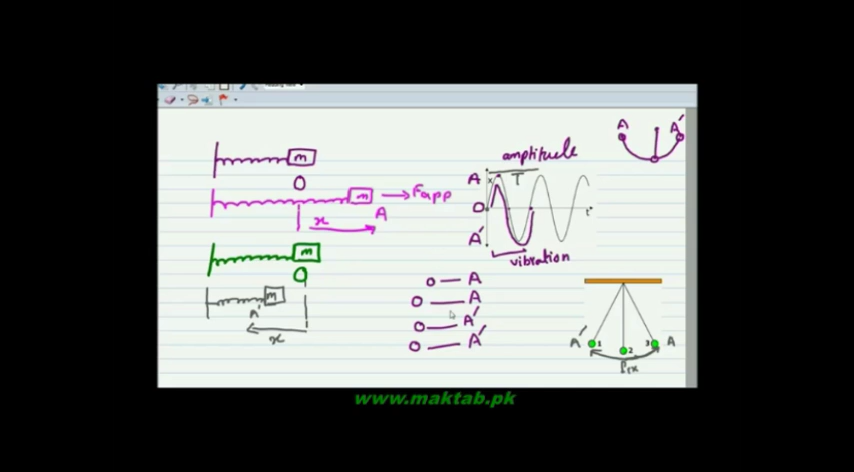 m
O
m
Fapp
x
A
m
O
m
A'
x
amplitude
A
x
T
O
t
A'
vibration
O — A
O — A
O — A'
O — A'
A
A'
A'
1
2
3
A
www.maktab.pk